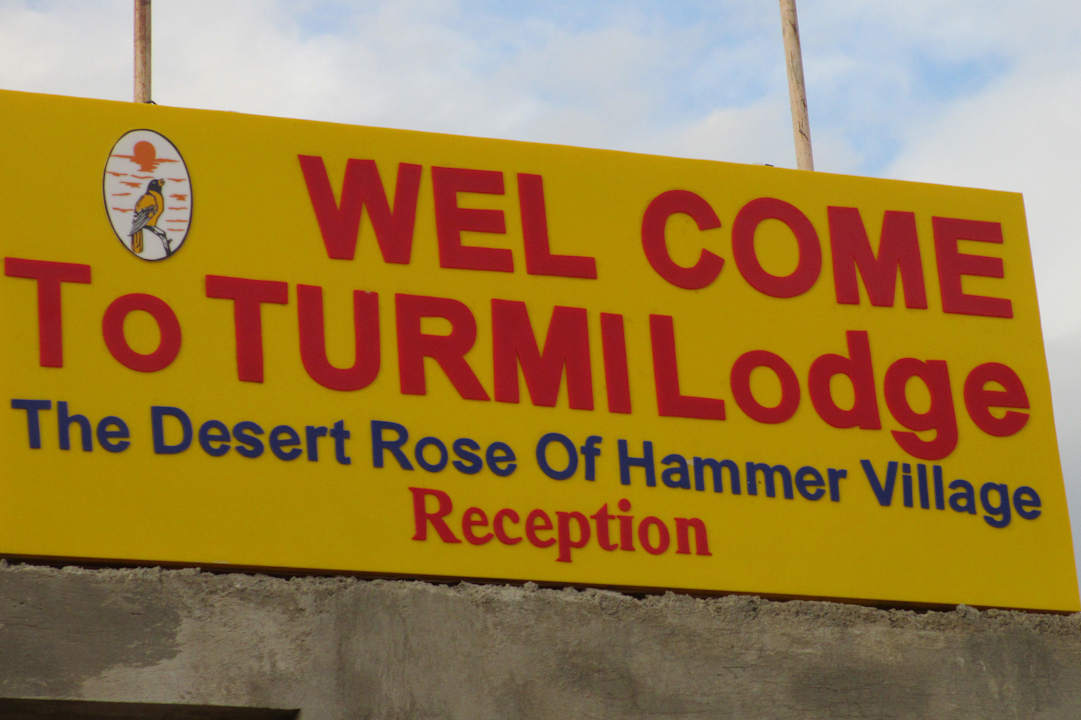 WEL COME
To TURMI Lodge
The Desert Rose Of Hammer Village
Reception